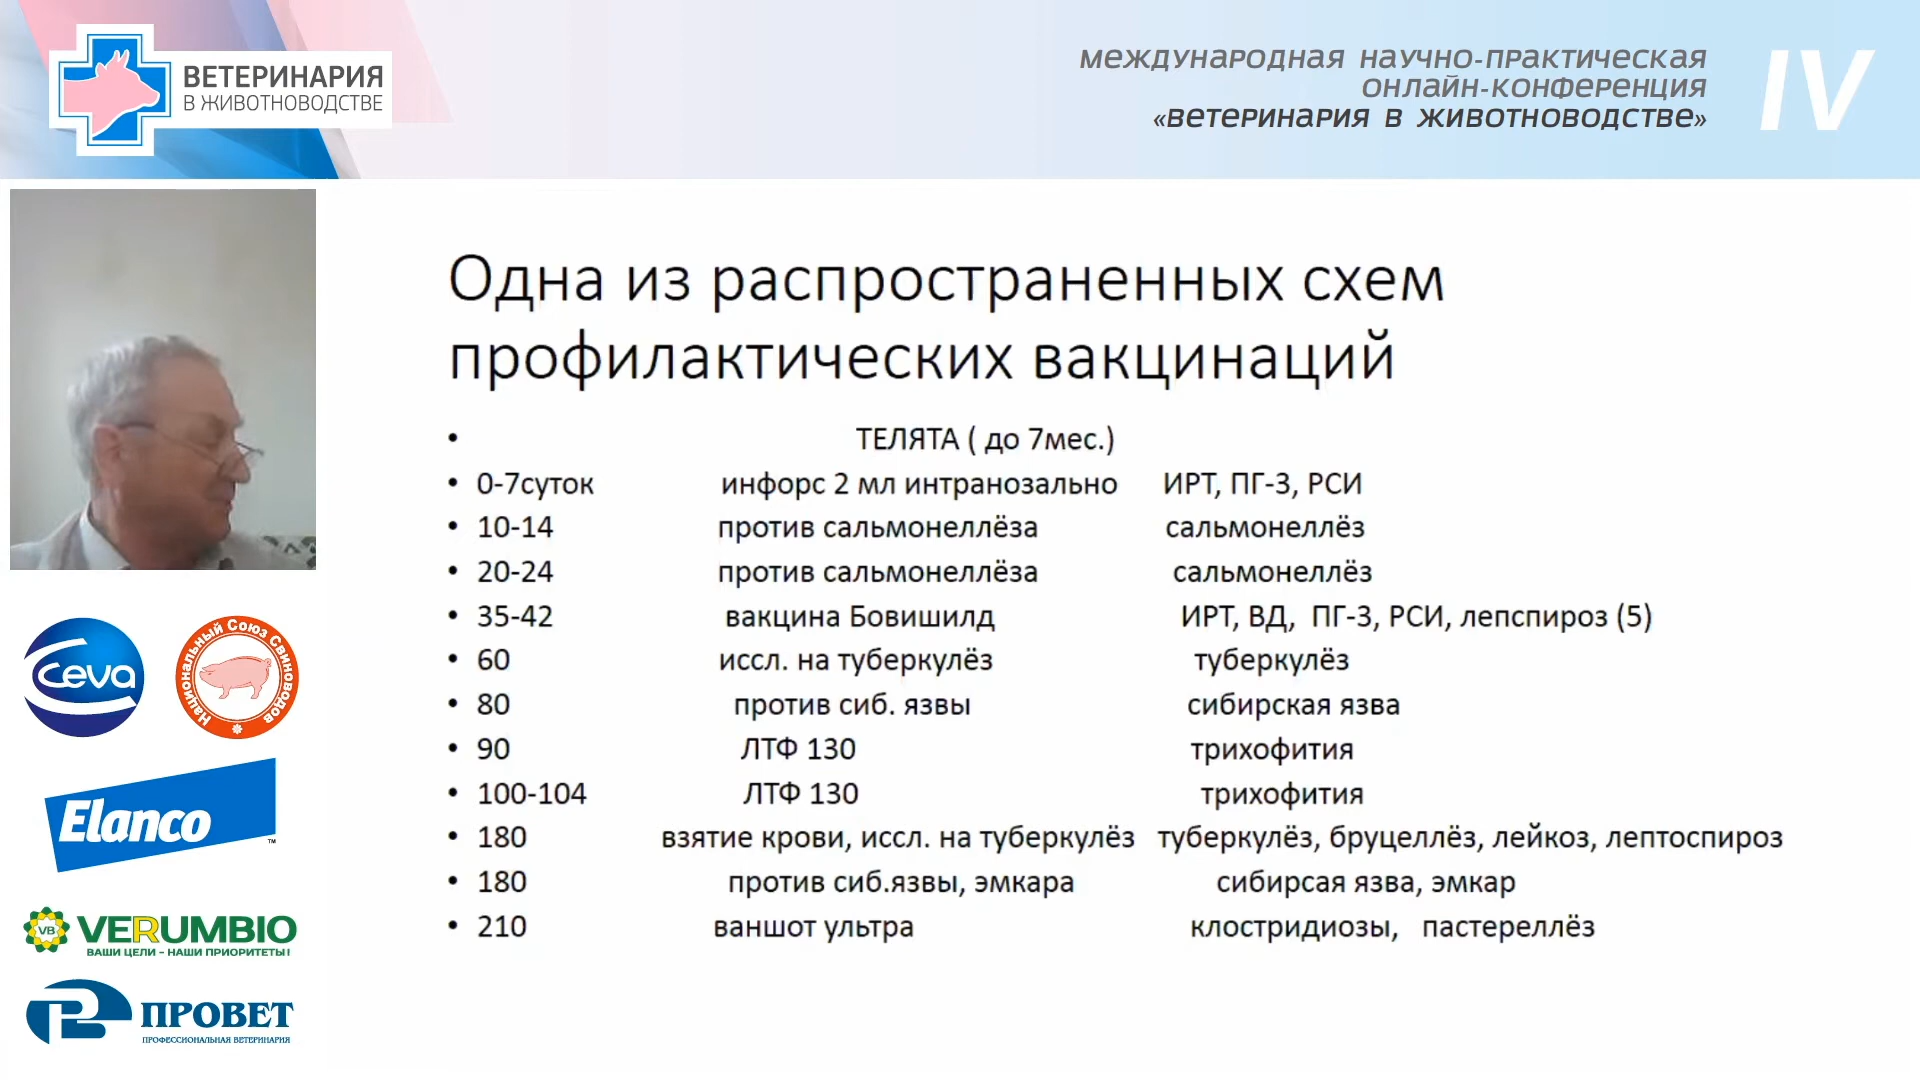 ВЕТЕРИНАРИЯ
В ЖИВОТНОВОДСТВЕ
МЕЖДУНАРОДНАЯ НАУЧНО-ПРАКТИЧЕСКАЯ
ОНЛАЙН-КОНФЕРЕНЦИЯ
«ВЕТЕРИНАРИЯ В ЖИВОТНОВОДСТВЕ»
IV
Одна из распространенных схем
профилактических вакцинаций
• ТЕЛЯТА ( до 7мес.)
• 0-7суток инфорс 2 мл интранозально ИРТ, ПГ-3, РСИ
• 10-14 против сальмонеллёза сальмонеллёз
• 20-24 против сальмонеллёза сальмонеллёз
• 35-42 вакцина Бовишилд ИРТ, ВД, ПГ-3, РСИ, лепспироз (5)
• 60 иссл. на туберкулёз туберкулёз
• 80 против сиб. язвы сибирская язва
• 90 ЛТФ 130 трихофития
• 100-104 ЛТФ 130 трихофития
• 180 взятие крови, иссл. на туберкулёз туберкулёз, бруцеллёз, лейкоз, лептоспироз
• 180 против сиб.язвы, эмкара сибирсая язва, эмкар
• 210 ваншот ультра клостридиозы, пастереллёз
Ceva
Национальный Союз Свиноводов
Elanco
™
VB
VERUMBIO
ВАШИ ЦЕЛИ – НАШИ ПРИОРИТЕТЫ!
ПРОВЕТ
ПРОФЕССИОНАЛЬНАЯ ВЕТЕРИНАРИЯ